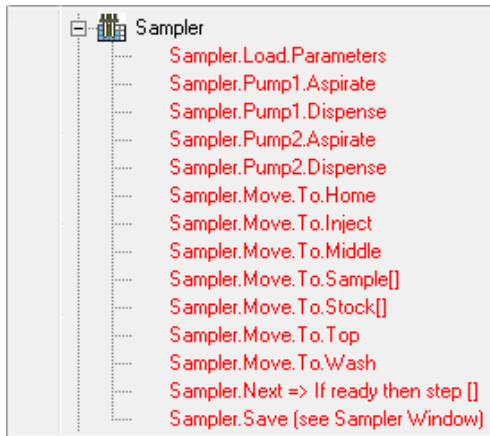 Sampler
Sampler.Load.Parameters
Sampler.Pump1.Aspirate
Sampler.Pump1.Dispense
Sampler.Pump2.Aspirate
Sampler.Pump2.Dispense
Sampler.Move.To.Home
Sampler.Move.To.Inject
Sampler.Move.To.Middle
Sampler.Move.To.Sample[]
Sampler.Move.To.Stock[]
Sampler.Move.To.Top
Sampler.Move.To.Wash
Sampler.Next => If ready then step []
Sampler.Save (see Sampler Window)